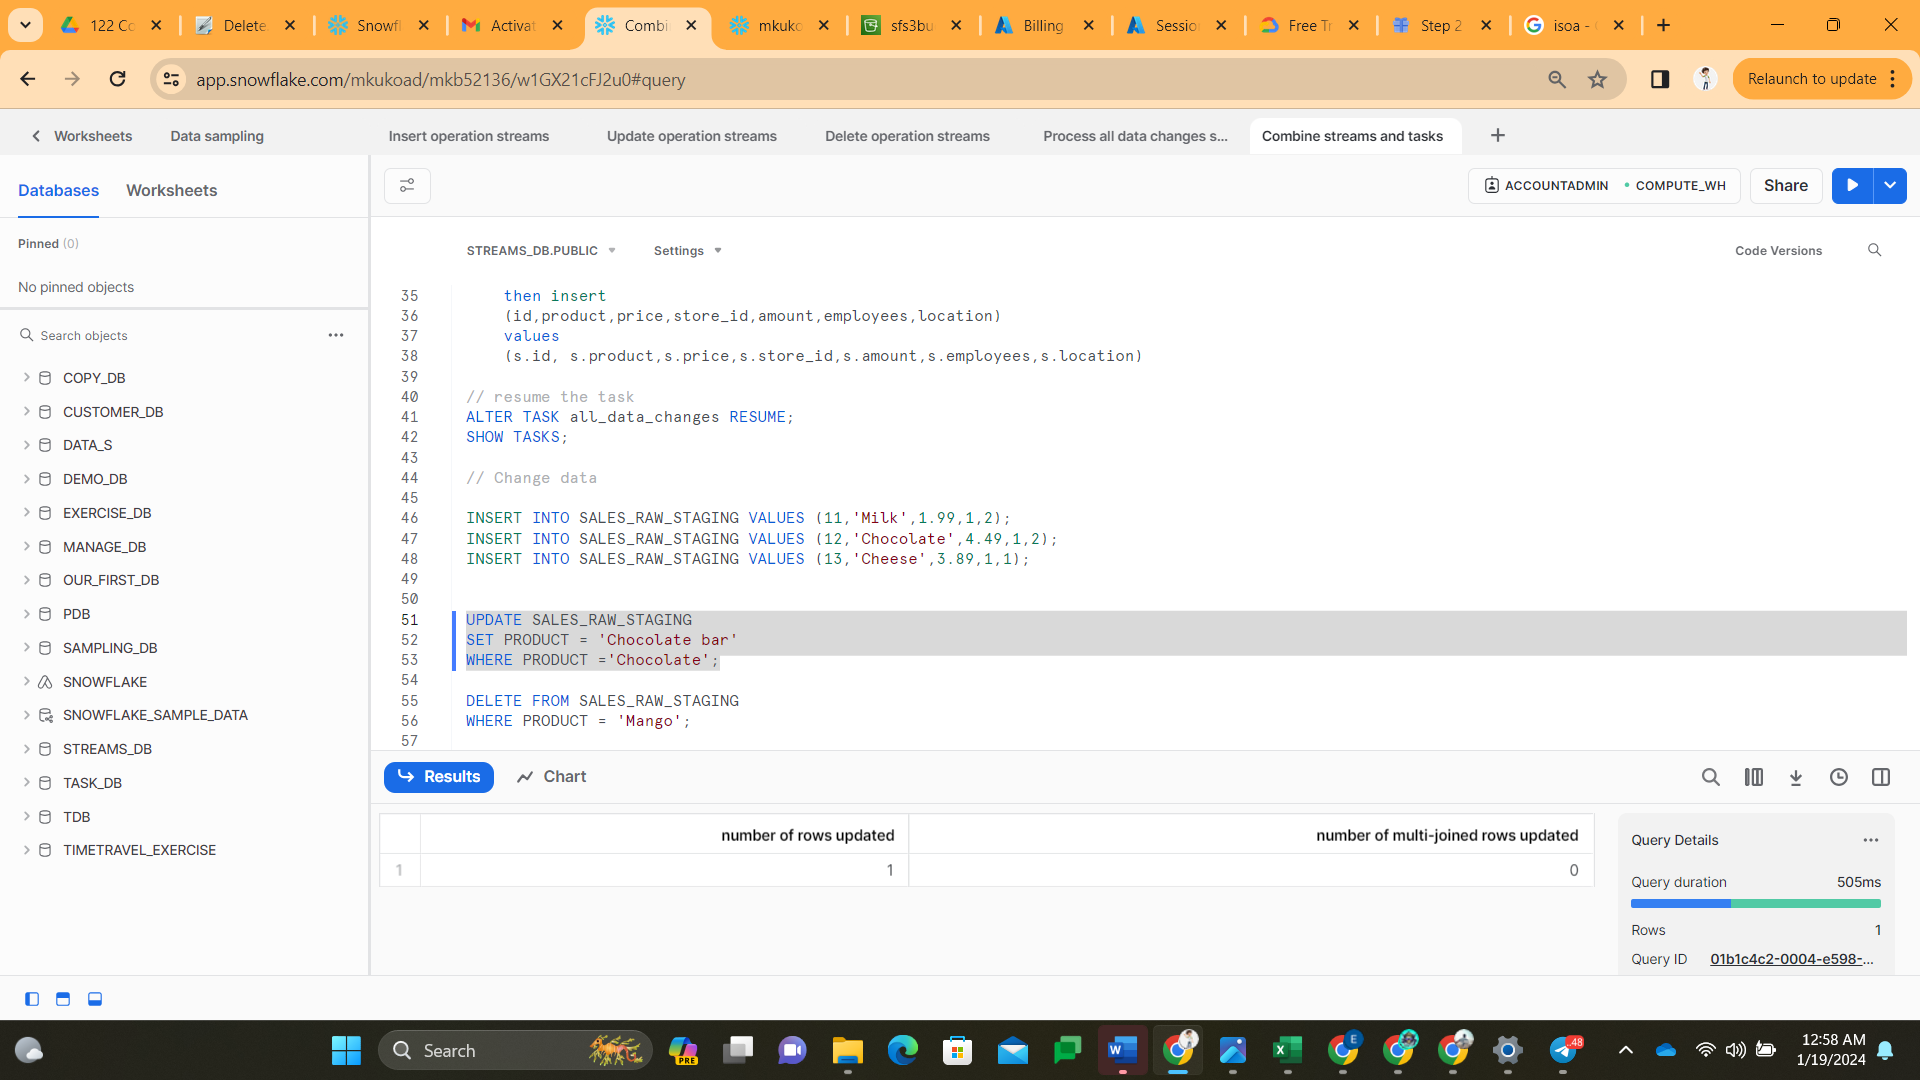 122 Co
Delete
Snowfl
Activat
Combi
mkuko
sfs3bu
Billing
Sessio
Free Tr
Step 2
isoa -
app.snowflake.com/mkukoad/mkb52136/w1GX21cFJ2u0#query
Relaunch to update
Worksheets
Data sampling
Insert operation streams
Update operation streams
Delete operation streams
Process all data changes s...
Combine streams and tasks
Databases
Worksheets
ACCOUNTADMIN
COMPUTE_WH
Share
Pinned (0)
No pinned objects
Search objects
COPY_DB
CUSTOMER_DB
DATA_S
DEMO_DB
EXERCISE_DB
MANAGE_DB
OUR_FIRST_DB
PDB
SAMPLING_DB
SNOWFLAKE
SNOWFLAKE_SAMPLE_DATA
STREAMS_DB
TASK_DB
TDB
TIMETRAVEL_EXERCISE
STREAMS_DB.PUBLIC
Settings
Code Versions
35 then insert
36 (id,product,price,store_id,amount,employees,location)
37 values
38 (s.id, s.product,s.price,s.store_id,s.amount,s.employees,s.location)
39
40 // resume the task
41 ALTER TASK all_data_changes RESUME;
42 SHOW TASKS;
43
44 // Change data
45
46 INSERT INTO SALES_RAW_STAGING VALUES (11,'Milk',1.99,1,2);
47 INSERT INTO SALES_RAW_STAGING VALUES (12,'Chocolate',4.49,1,2);
48 INSERT INTO SALES_RAW_STAGING VALUES (13,'Cheese',3.89,1,1);
49
50
51 UPDATE SALES_RAW_STAGING
52 SET PRODUCT = 'Chocolate bar'
53 WHERE PRODUCT ='Chocolate';
54
55 DELETE FROM SALES_RAW_STAGING
56 WHERE PRODUCT = 'Mango';
57
Results
Chart
number of rows updated
number of multi-joined rows updated
1 1 0
Query Details
Query duration 505ms
Rows 1
Query ID 01b1c4c2-0004-e598-...
Search
PRE
E
48
12:58 AM
1/19/2024